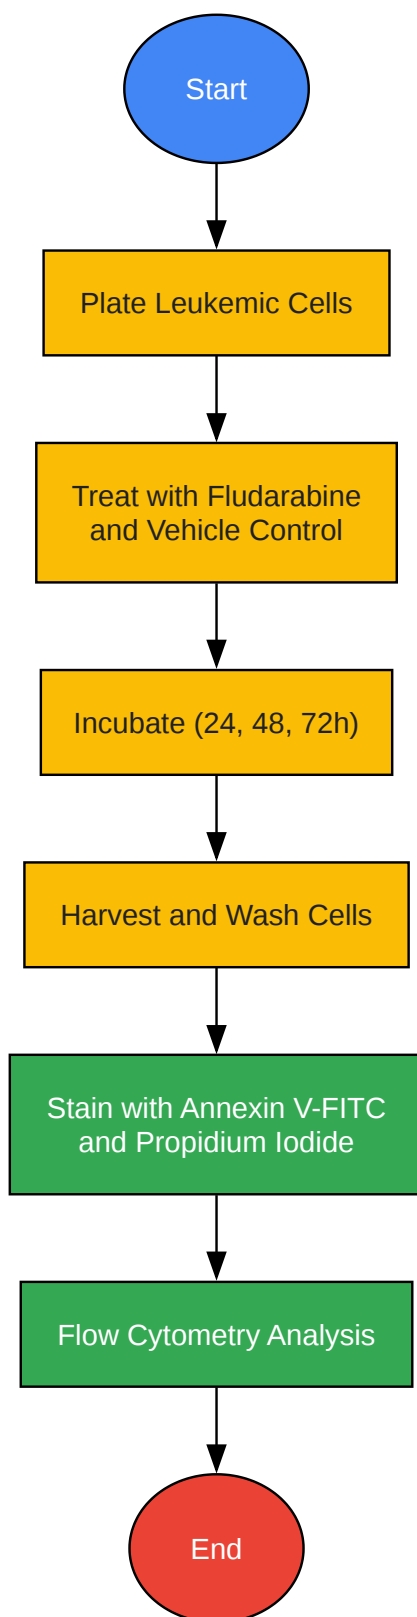 Start
Plate Leukemic Cells
Treat with Fludarabine
and Vehicle Control
Incubate (24, 48, 72h)
Harvest and Wash Cells
Stain with Annexin V-FITC
and Propidium Iodide
Flow Cytometry Analysis
End